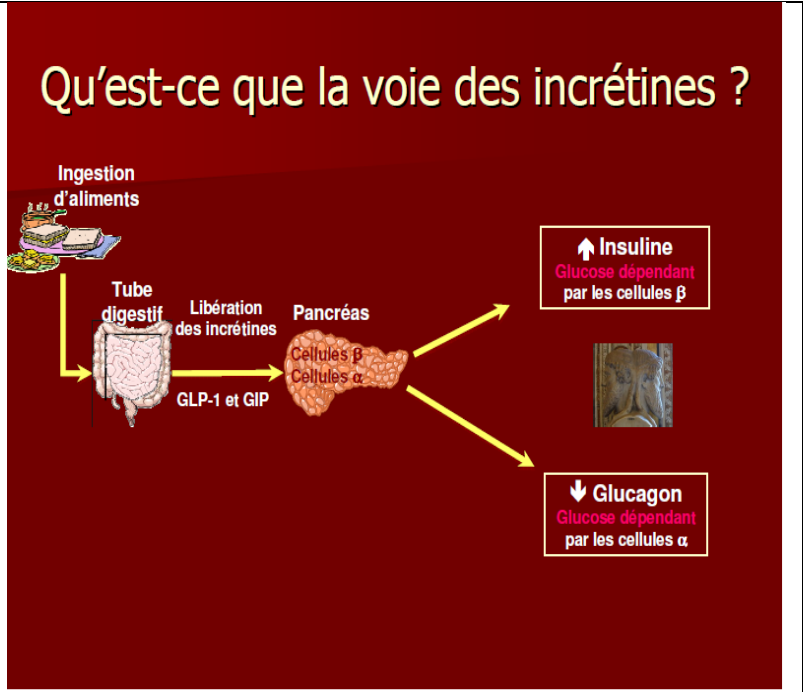 Qu'est-ce que la voie des incrétines ?
Ingestion
d'aliments
Tube
digestif
Libération
des incrétines
GLP-1 et GIP
Pancréas
Cellules β
Cellules α
🡅 Insuline
Glucose dépendant
par les cellules β
🡇 Glucagon
Glucose dépendant
par les cellules α